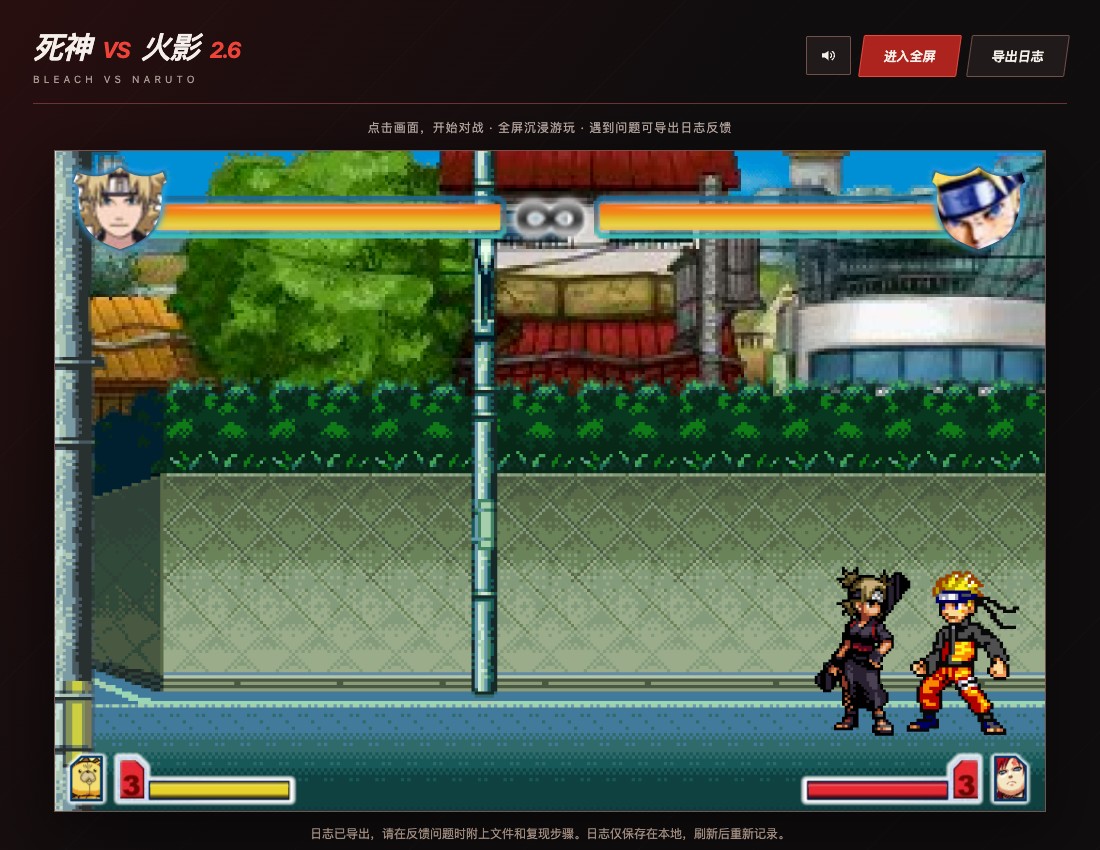 死神 VS 火影 2.6
BLEACH VS NARUTO
进入全屏
导出日志
点击画面，开始对战 · 全屏沉浸游玩 · 遇到问题可导出日志反馈
3
3
日志已导出，请在反馈问题时附上文件和复现步骤。日志仅保存在本地，刷新后重新记录。